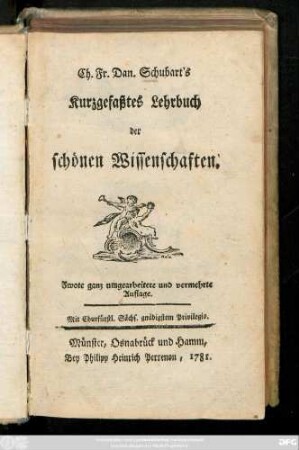 Ch. Fr. Dan. Schubart's
Kurzgefaßtes Lehrbuch
der
schönen Wissenschaften.
Zwote ganz umgearbeitete und vermehrte
Auflage.
Mit Churfürstl. Sächs. gnädigstem Privilegio.
Münster, Osnabrück und Hamm,
Bey Philipp Heinrich Perrenon, 1781.